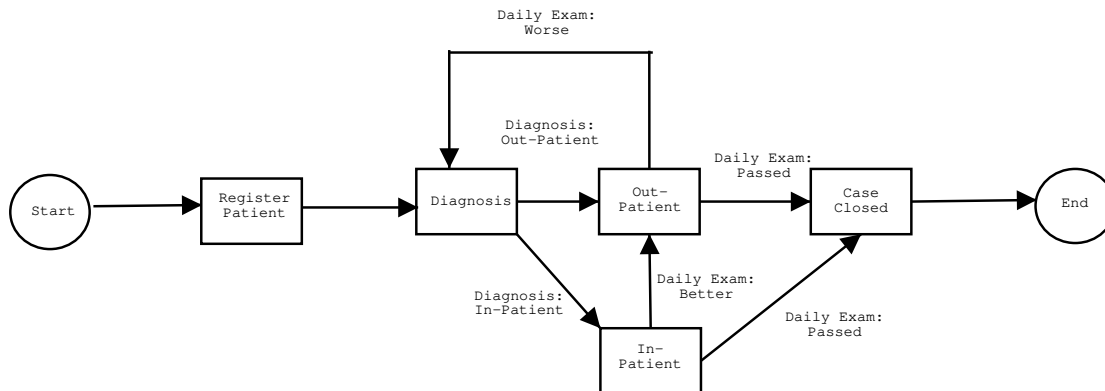 Daily Exam:
Worse
Diagnosis:
Out-Patient
Daily Exam:
Passed
Start
Register
Patient
Diagnosis
Out-
Patient
Case
Closed
End
Diagnosis:
In-Patient
Daily Exam:
Better
Daily Exam:
Passed
In-
Patient